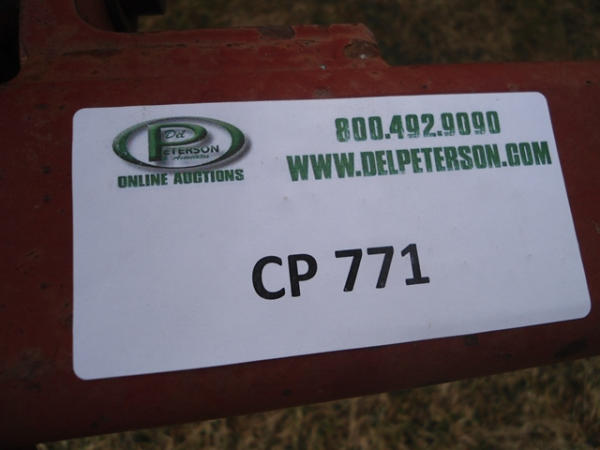 Del
PETERSON
& Associates
ONLINE AUCTIONS
800.492.9090
WWW.DELPETERSON.COM
CP 771